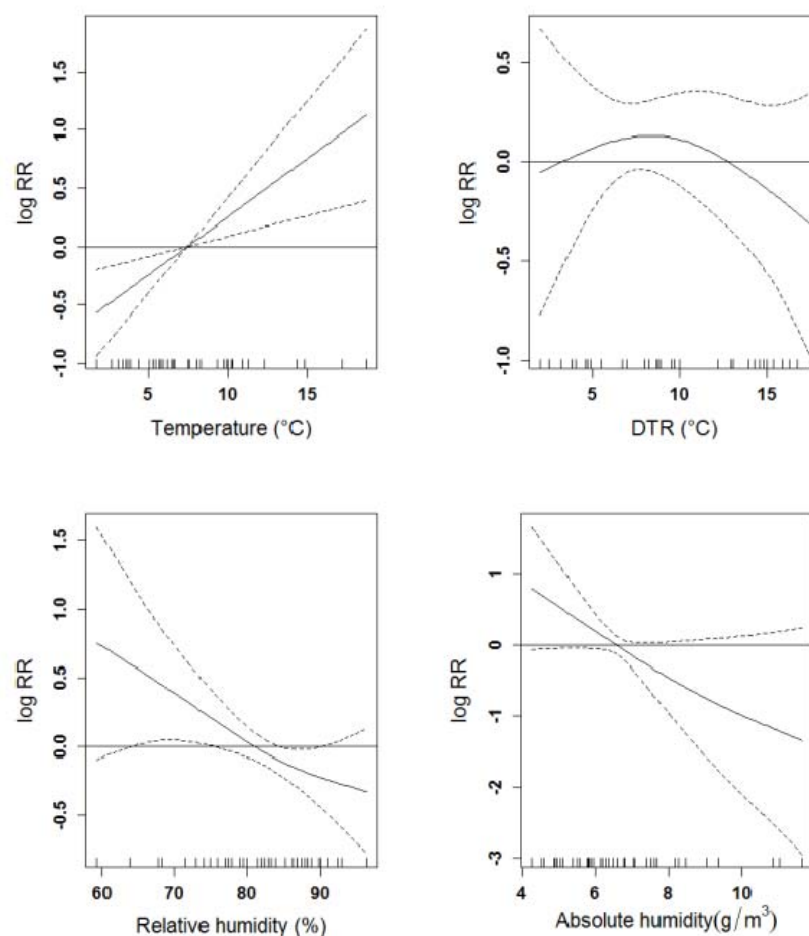 log RR
1.5
1.0
0.5
0.0
-0.5
-1.0
5 10 15
Temperature (°C)
log RR
0.5
0.0
-0.5
-1.0
5 10 15
DTR (°C)
log RR
1.5
1.0
0.5
0.0
-0.5
60 70 80 90
Relative humidity (%)
log RR
1
0
-1
-2
-3
4 6 8 10
Absolute humidity(g/m³)